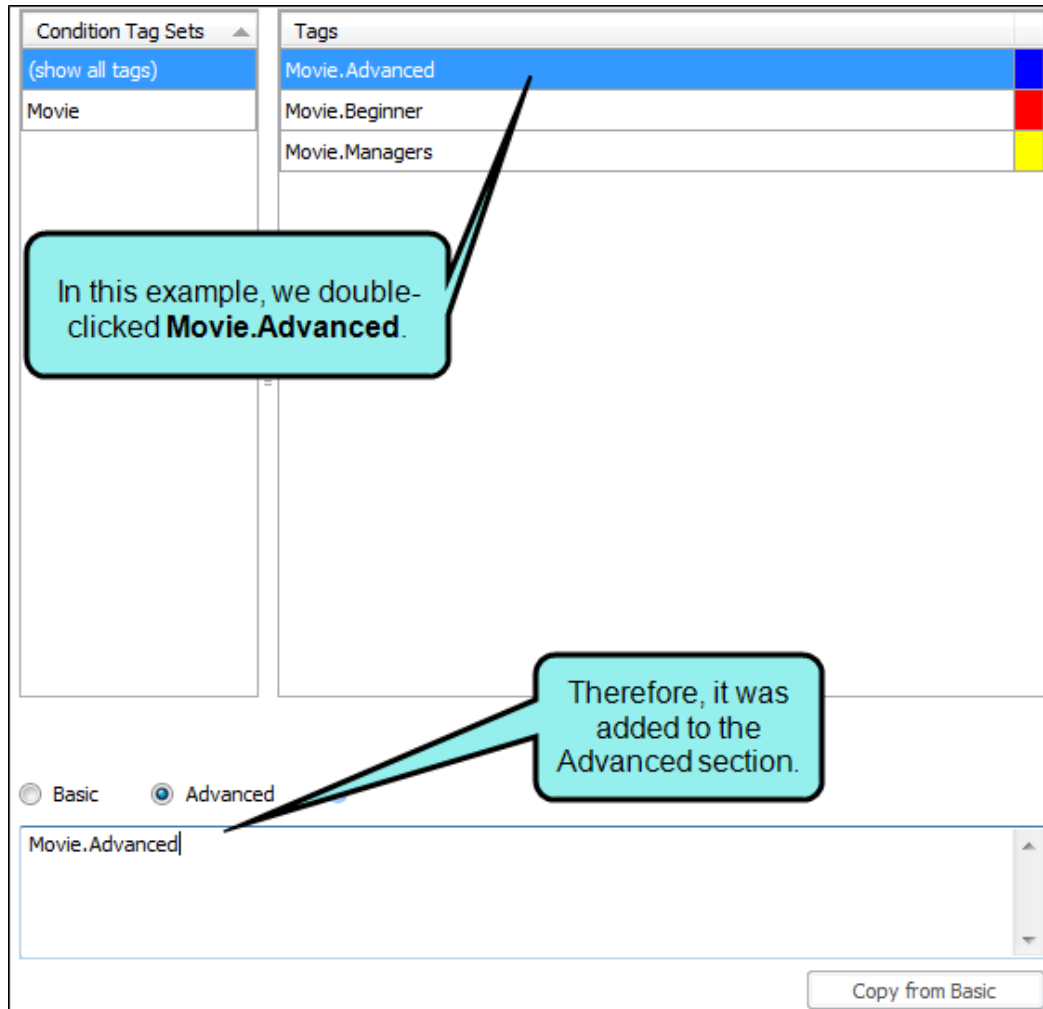 Condition Tag Sets
Tags
(show all tags)
Movie.Advanced
Movie
Movie.Beginner
Movie.Managers
In this example, we double-
clicked Movie.Advanced.
Therefore, it was
added to the
Advanced section.
Basic
Advanced
Movie.Advanced
Copy from Basic